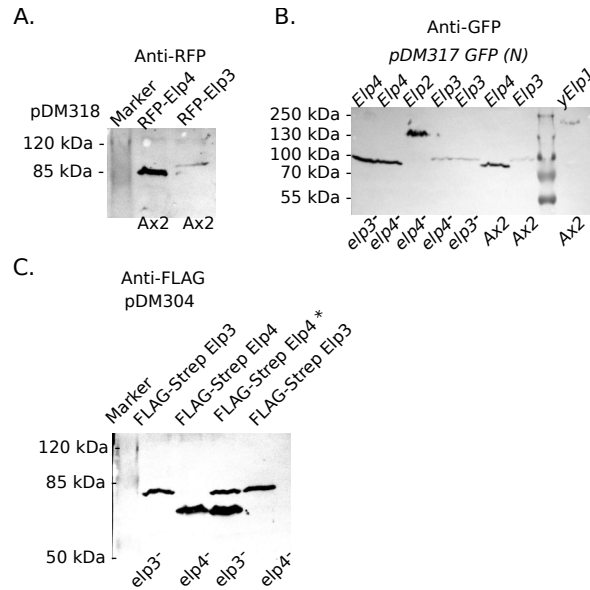 A.
Anti-RFP
pDM318
Marker
RFP-Elp4
RFP-Elp3
120 kDa -
85 kDa -
Ax2
Ax2
B.
Anti-GFP
pDM317 GFP (N)
Elp4
Elp4
Elp2
Elp3
Elp3
Elp4
Elp3
yElp1
250 kDa -
130 kDa -
100 kDa -
70 kDa -
55 kDa -
elp3-
elp4-
elp4-
elp4-
elp3-
Ax2
Ax2
Ax2
C.
Anti-FLAG
pDM304
Marker
FLAG-Strep Elp3
FLAG-Strep Elp4
FLAG-Strep Elp4 *
FLAG-Strep Elp3
120 kDa -
85 kDa -
50 kDa -
elp3-
elp4-
elp3-
elp4-